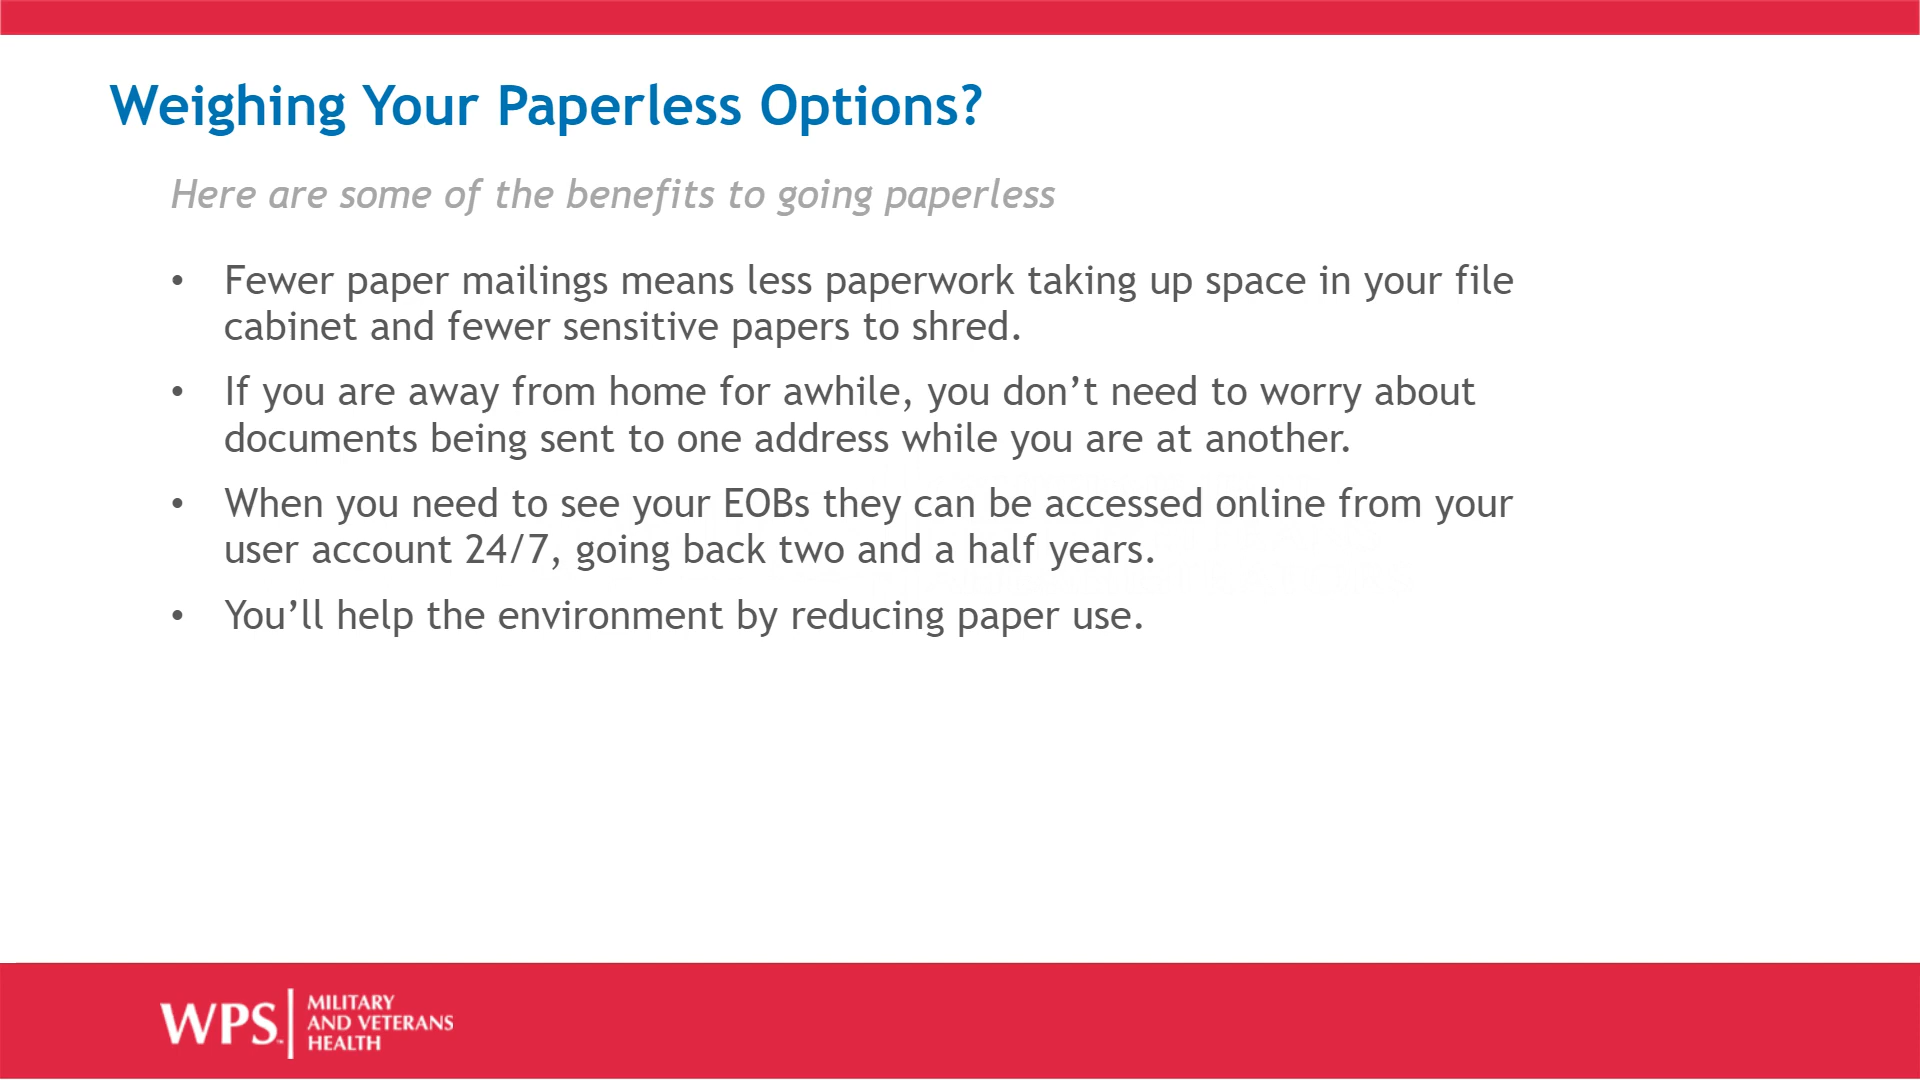 Weighing Your Paperless Options?
Here are some of the benefits to going paperless
• Fewer paper mailings means less paperwork taking up space in your file
cabinet and fewer sensitive papers to shred.
• If you are away from home for awhile, you don’t need to worry about
documents being sent to one address while you are at another.
• When you need to see your EOBs they can be accessed online from your
user account 24/7, going back two and a half years.
• You’ll help the environment by reducing paper use.
WPS™
MILITARY
AND VETERANS
HEALTH